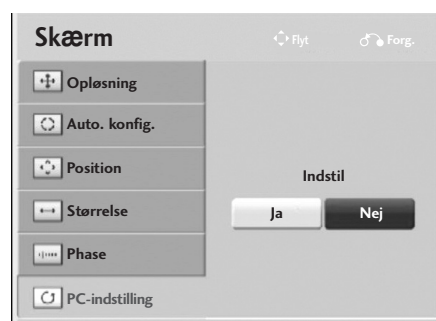 Skærm
Flyt
Forg.
Opløsning
Auto. konfig.
Position
Størrelse
Phase
PC-indstilling
Indstil
Ja
Nej